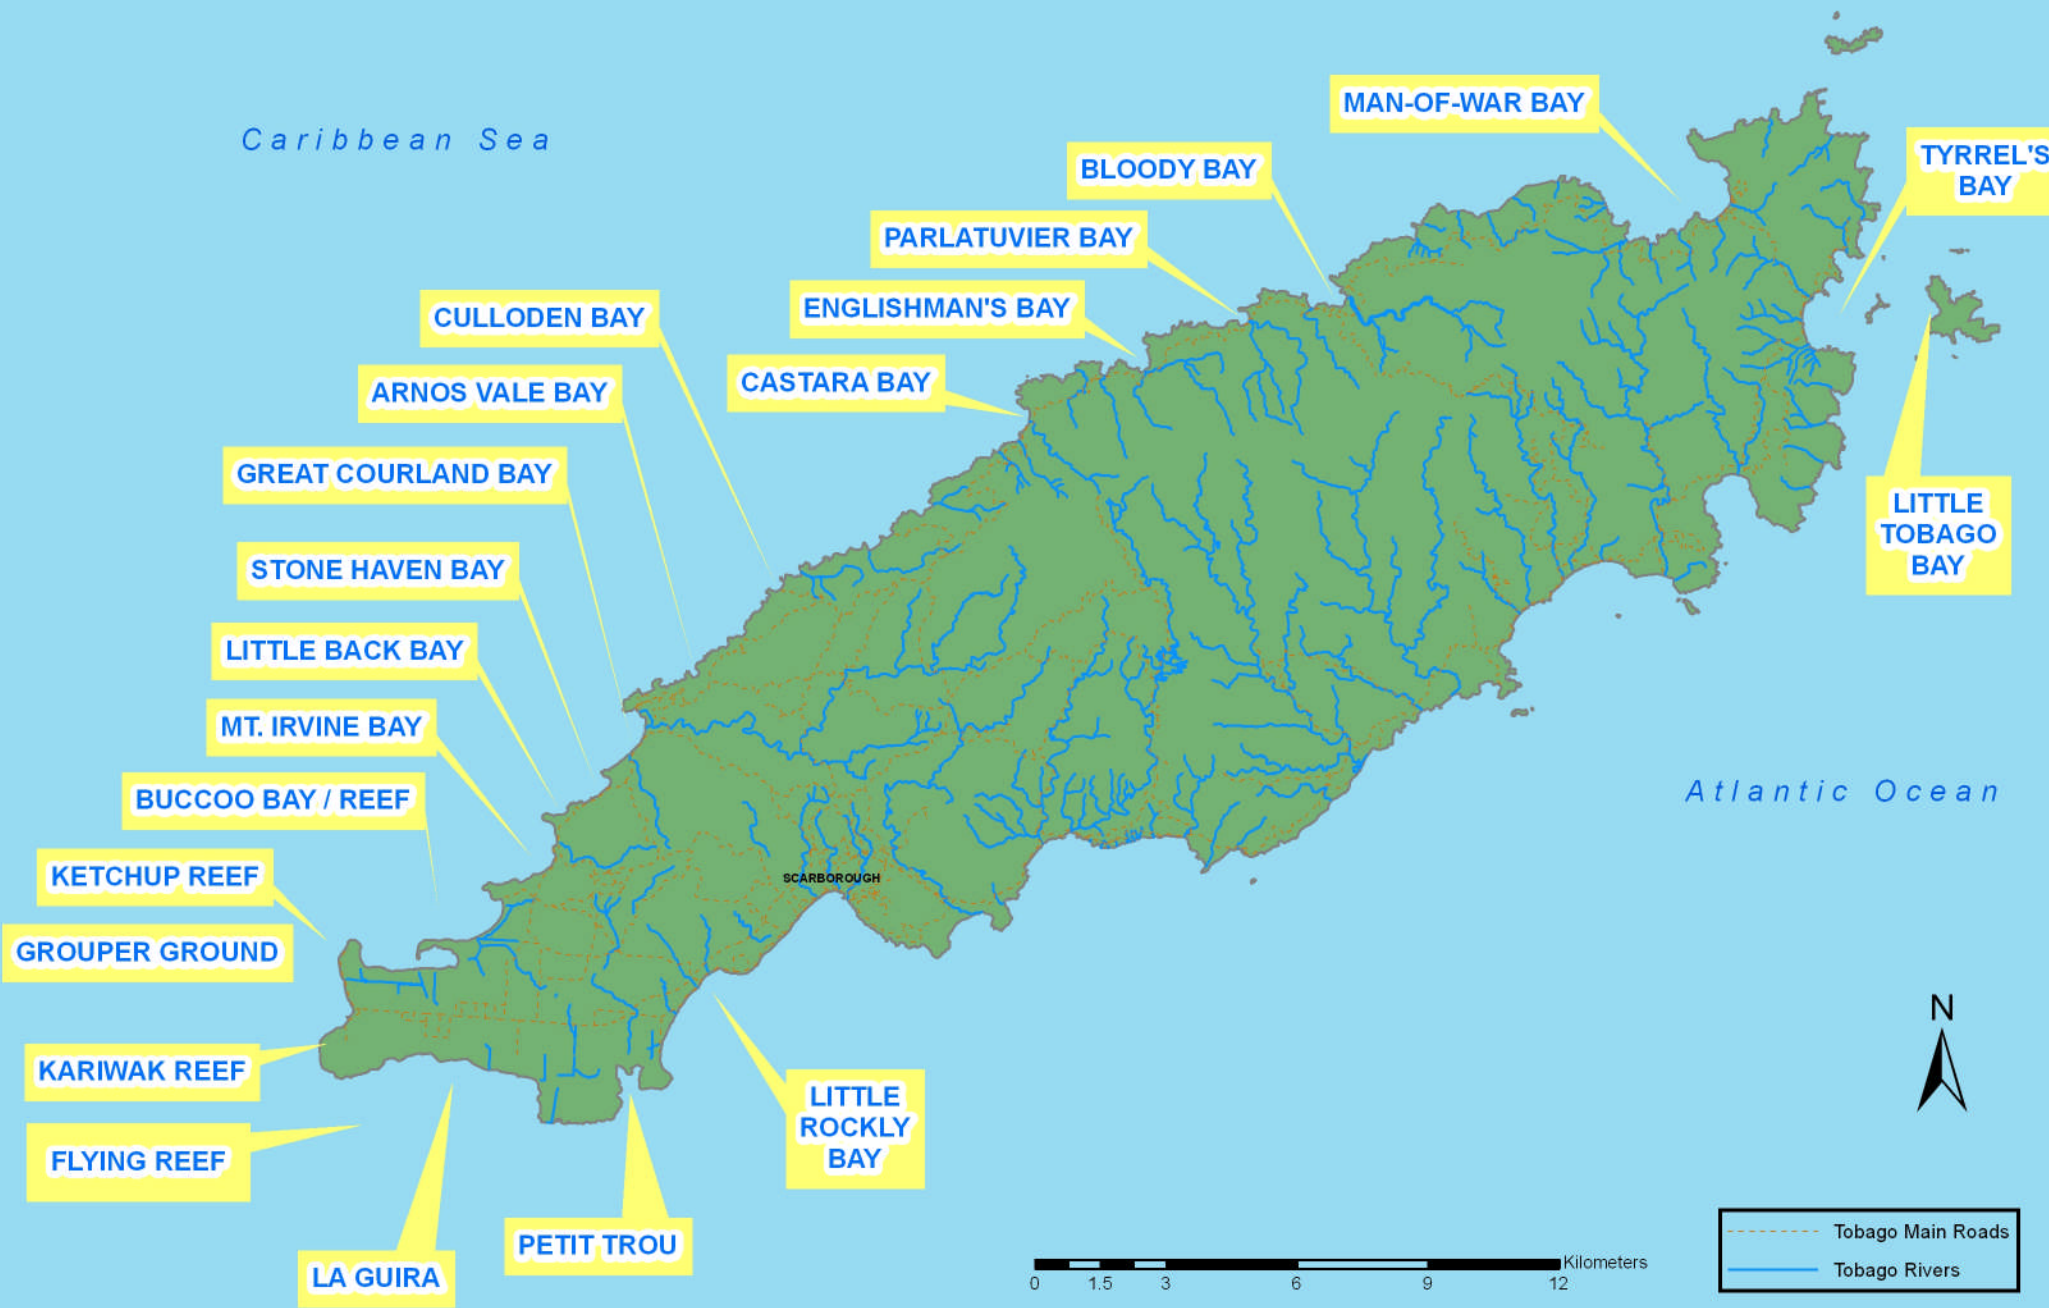 Caribbean Sea
MAN-OF-WAR BAY
TYRREL'S
BAY
BLOODY BAY
PARLATUVIER BAY
ENGLISHMAN'S BAY
CULLODEN BAY
CASTARA BAY
ARNOS VALE BAY
GREAT COURLAND BAY
LITTLE
TOBAGO
BAY
STONE HAVEN BAY
LITTLE BACK BAY
MT. IRVINE BAY
BUCCOO BAY / REEF
Atlantic Ocean
KETCHUP REEF
SCARBOROUGH
GROUPER GROUND
N
KARIWAK REEF
LITTLE
ROCKLY
BAY
FLYING REEF
PETIT TROU
LA GUIRA
Kilometers
0 1.5 3 6 9 12
Tobago Main Roads
Tobago Rivers